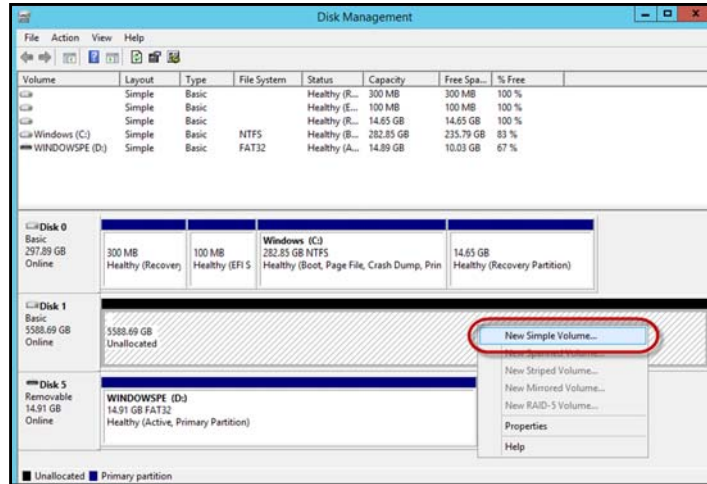 Disk Management
File Action View Help
Volume Layout Type File System Status Capacity Free Spa... % Free
Simple Basic Healthy (R... 300 MB 300 MB 100 %
Simple Basic Healthy (E... 100 MB 100 MB 100 %
Simple Basic Healthy (R... 14.65 GB 14.65 GB 100 %
Windows (C:) Simple Basic NTFS Healthy (B... 282.85 GB 235.79 GB 83 %
WINDOWSPE (D:) Simple Basic FAT32 Healthy (A... 14.89 GB 10.03 GB 67 %
Disk 0
Basic
297.89 GB
Online
300 MB
Healthy (Recovery
100 MB
Healthy (EFI S
Windows (C:)
282.85 GB NTFS
Healthy (Boot, Page File, Crash Dump, Prin
14.65 GB
Healthy (Recovery Partition)
Disk 1
Basic
5588.69 GB
Online
5588.69 GB
Unallocated
New Simple Volume...
New Spanned Volume...
New Striped Volume...
New Mirrored Volume...
New RAID-5 Volume...
Properties
Help
Disk 5
Removable
14.91 GB
Online
WINDOWSPE (D:)
14.91 GB FAT32
Healthy (Active, Primary Partition)
Unallocated Primary partition